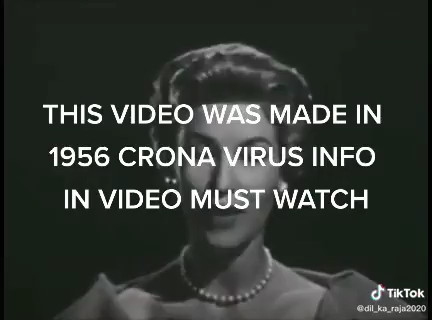 THIS VIDEO WAS MADE IN
1956 CRONA VIRUS INFO
IN VIDEO MUST WATCH
TikTok
@dil_ka_raja2020